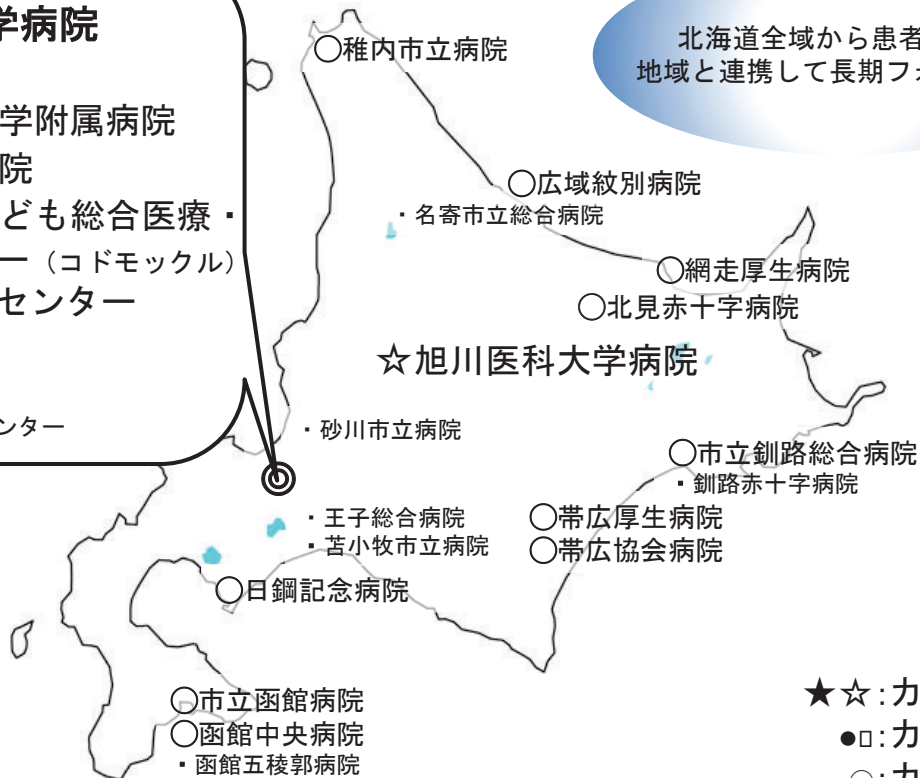 学病院
学附属病院
院
ども総合医療・
ー（コドモックル）
センター
ンター
北海道全域から患者
地域と連携して長期フォ
○稚内市立病院
○広域紋別病院
・名寄市立総合病院
○網走厚生病院
○北見赤十字病院
☆旭川医科大学病院
・砂川市立病院
○市立釧路総合病院
・釧路赤十字病院
・王子総合病院
・苫小牧市立病院
○帯広厚生病院
○帯広協会病院
○日鋼記念病院
○市立函館病院
○函館中央病院
・函館五稜郭病院
★☆:カ
●□:カ
○:カ